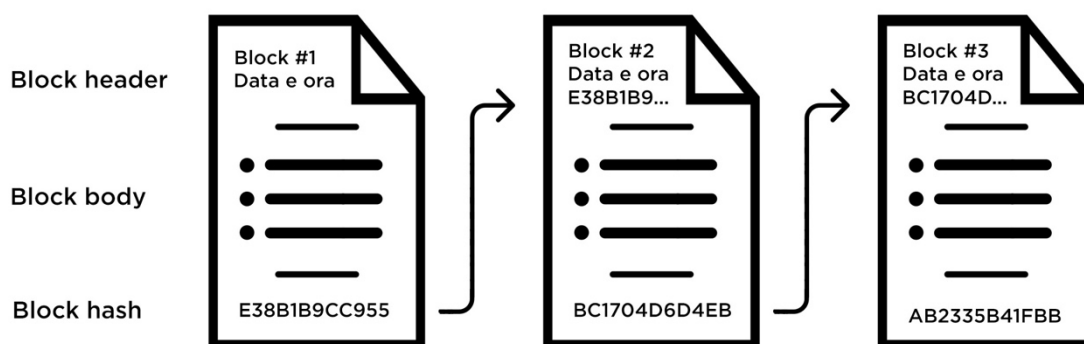 Block header
Block #1
Data e ora
Block #2
Data e ora
E38B1B9...
Block #3
Data e ora
BC1704D...
Block body
Block hash
E38B1B9CC955
BC1704D6D4EB
AB2335B41FBB